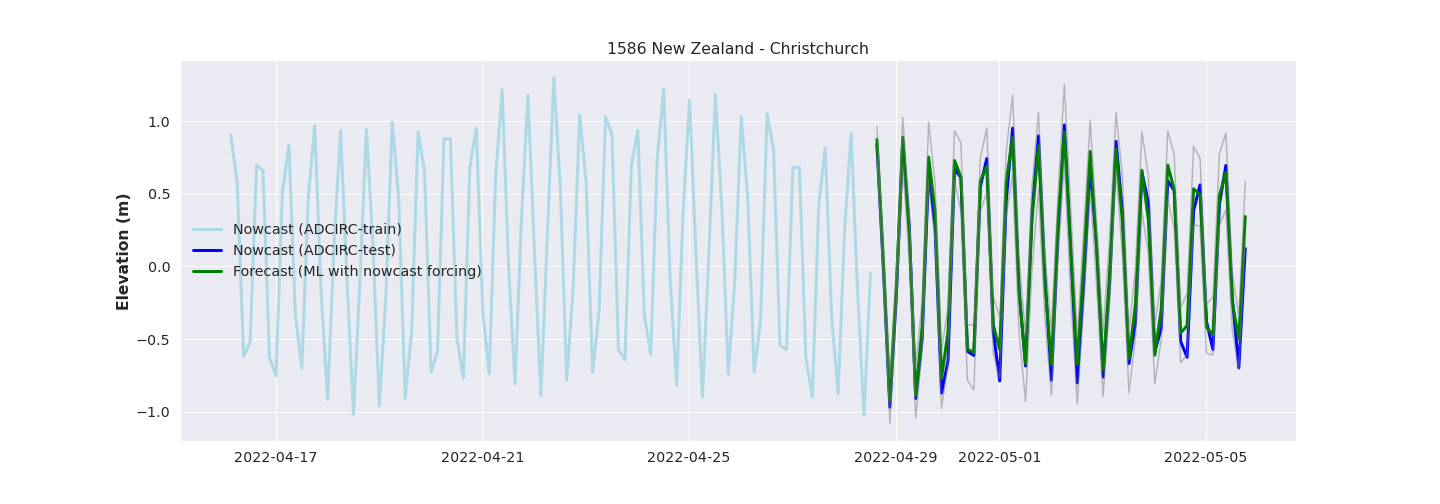 1586 New Zealand - Christchurch
Elevation (m)
1.0
0.5
0.0
−0.5
−1.0
Nowcast (ADCIRC-train)
Nowcast (ADCIRC-test)
Forecast (ML with nowcast forcing)
2022-04-17
2022-04-21
2022-04-25
2022-04-29
2022-05-01
2022-05-05